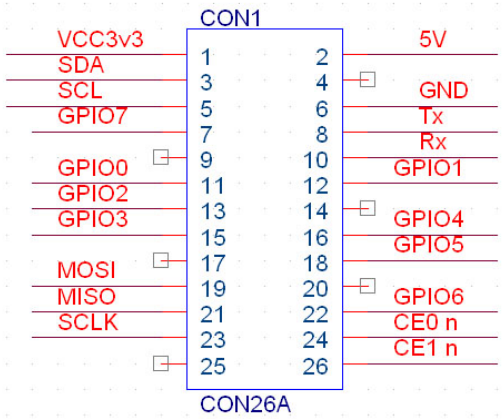 CON1
VCC3v3 1 2 5V
SDA 3 4
SCL 5 6 GND
GPIO7 7 8 Tx
9 10 Rx
GPIO0 11 12 GPIO1
GPIO2 13 14
GPIO3 15 16 GPIO4
17 18 GPIO5
MOSI 19 20
MISO 21 22 GPIO6
SCLK 23 24 CE0 n
25 26 CE1 n
CON26A